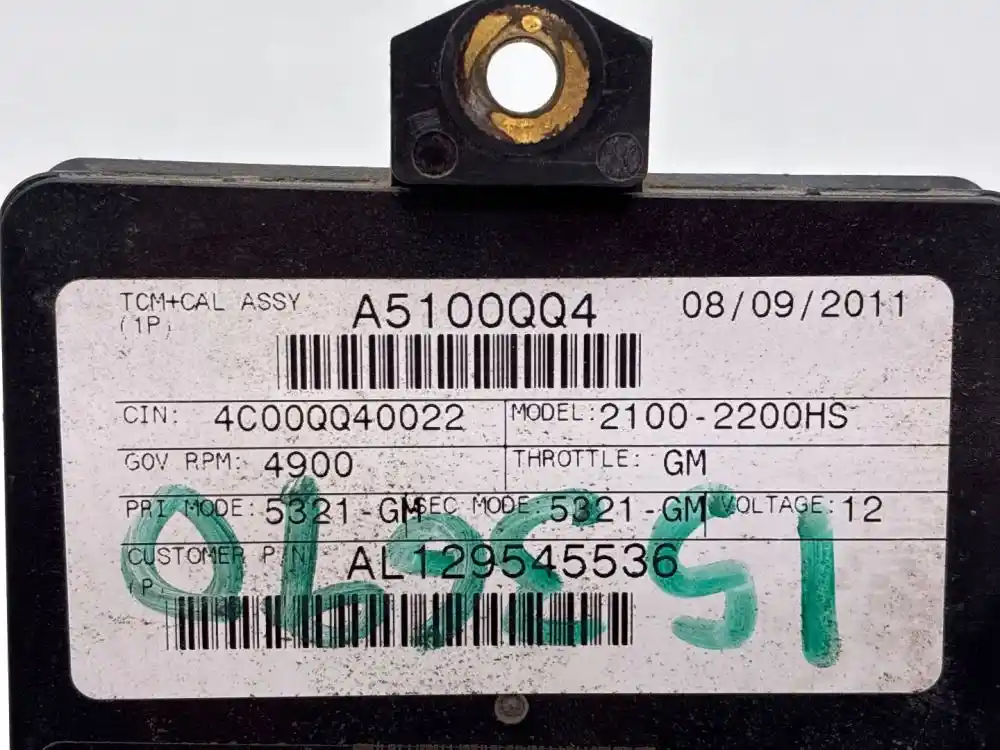 TCM+CAL ASSY A5100QQ4 08/09/2011
(1P)
CIN: 4C00QQ40022 MODEL: 2100-2200HS
GOV RPM: 4900 THROTTLE: GM
PRI MODE: 5321-GM SEC MODE: 5321-GM VOLTAGE: 12
CUSTOMER P/N AL129545536
(P)
153690